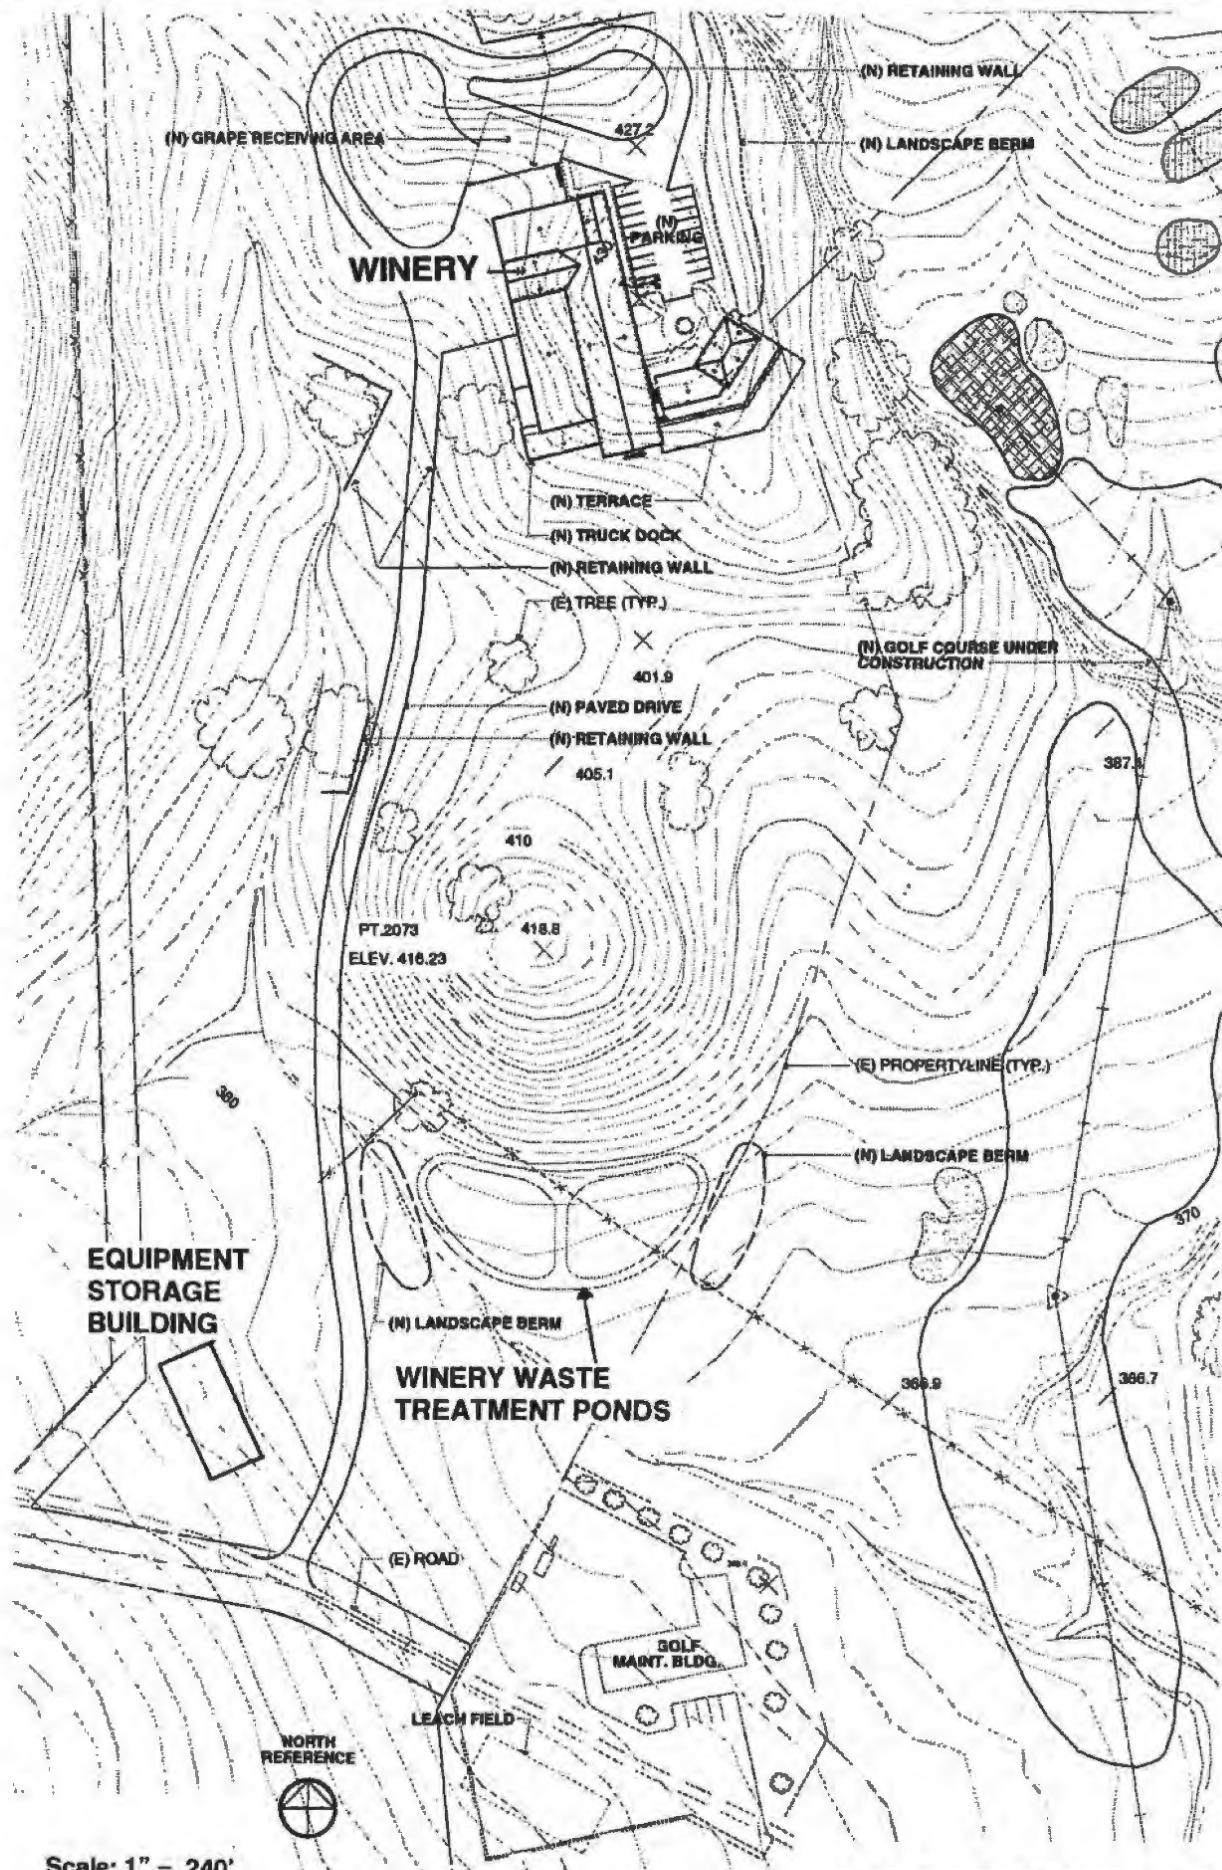 (N) RETAINING WALL
427.2
(N) GRAPE RECEIVING AREA
(N) LANDSCAPE BERM
(N)
PARKING
WINERY
(N) TERRACE
(N) TRUCK DOCK
(N) RETAINING WALL
(E) TREE (TYP.)
(N) GOLF COURSE UNDER
CONSTRUCTION
401.9
(N) PAVED DRIVE
(N) RETAINING WALL
405.1
410
PT.2073
418.8
ELEV. 416.23
(E) PROPERTYLINE (TYP.)
380
(N) LANDSCAPE BERM
370
EQUIPMENT
STORAGE
BUILDING
(N) LANDSCAPE BERM
WINERY WASTE
TREATMENT PONDS
366.9
366.7
(E) ROAD
GOLF
MAINT. BLDG.
LEACH FIELD
NORTH
REFERENCE
Scale: 1" = 240'